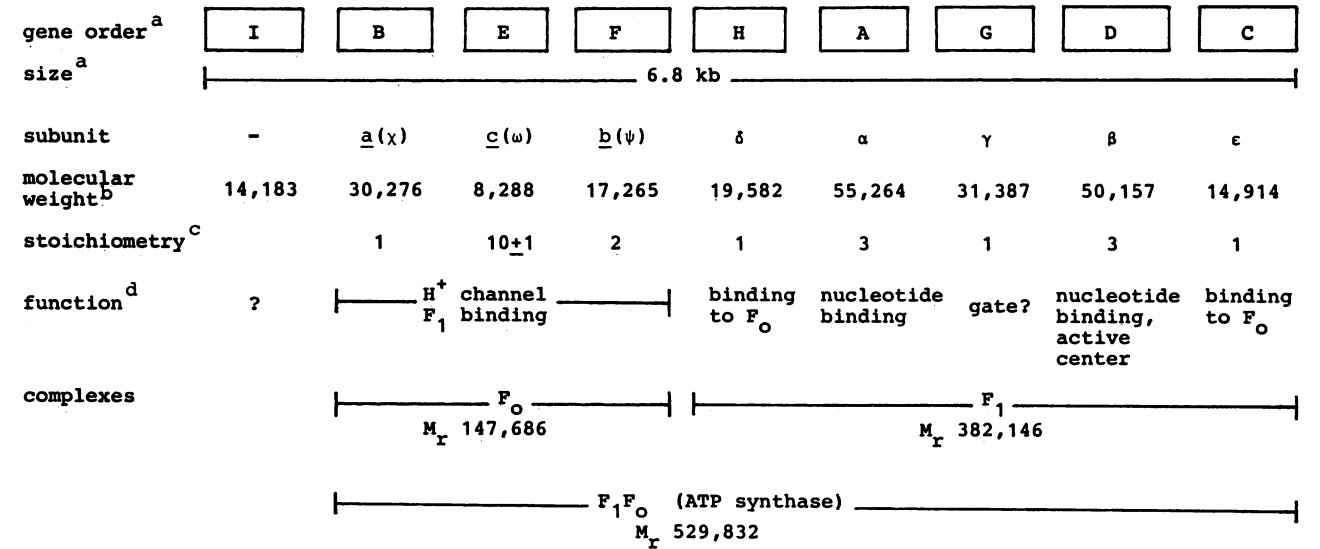 gene order a I B E F H A G D C
size a 6.8 kb
subunit – a(χ) c(ω) b(ψ) δ α γ β ε
molecular
weight b 14,183 30,276 8,288 17,265 19,582 55,264 31,387 50,157 14,914
stoichiometry c 1 10±1 2 1 3 1 3 1
function d ? H+ channel binding nucleotide gate? nucleotide binding
F1 binding to Fo binding binding, to Fo
active
center
complexes Fo F1
Mr 147,686 Mr 382,146
F1Fo (ATP synthase)
Mr 529,832